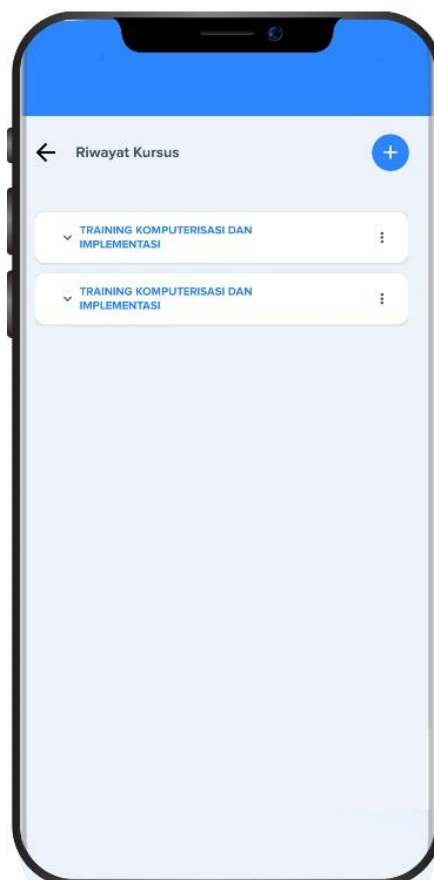 Riwayat Kursus
TRAINING KOMPUTERISASI DAN
IMPLEMENTASI
TRAINING KOMPUTERISASI DAN
IMPLEMENTASI